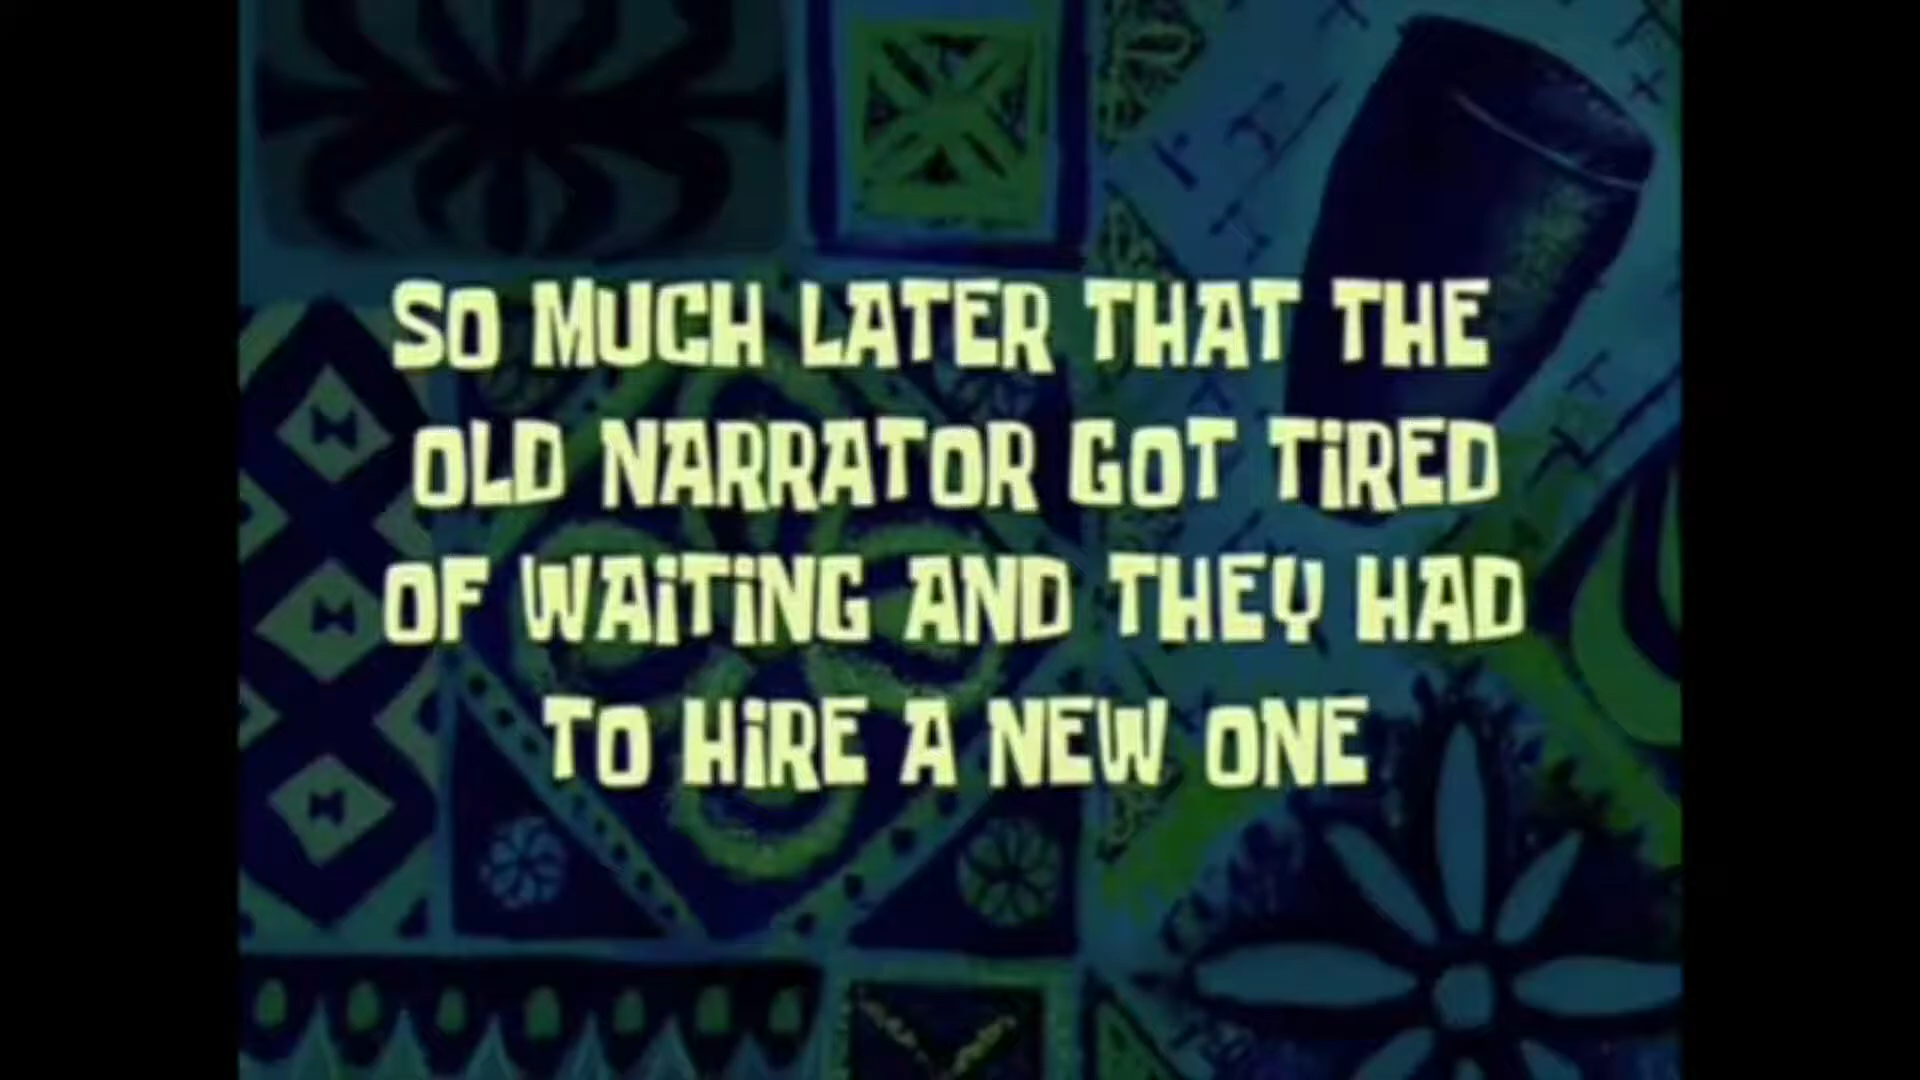 SO MUCH LATER THAT THE
OLD NARRATOR GOT TiRED
OF WAiTiNG AND THEY HAD
TO HiRE A NEW ONE